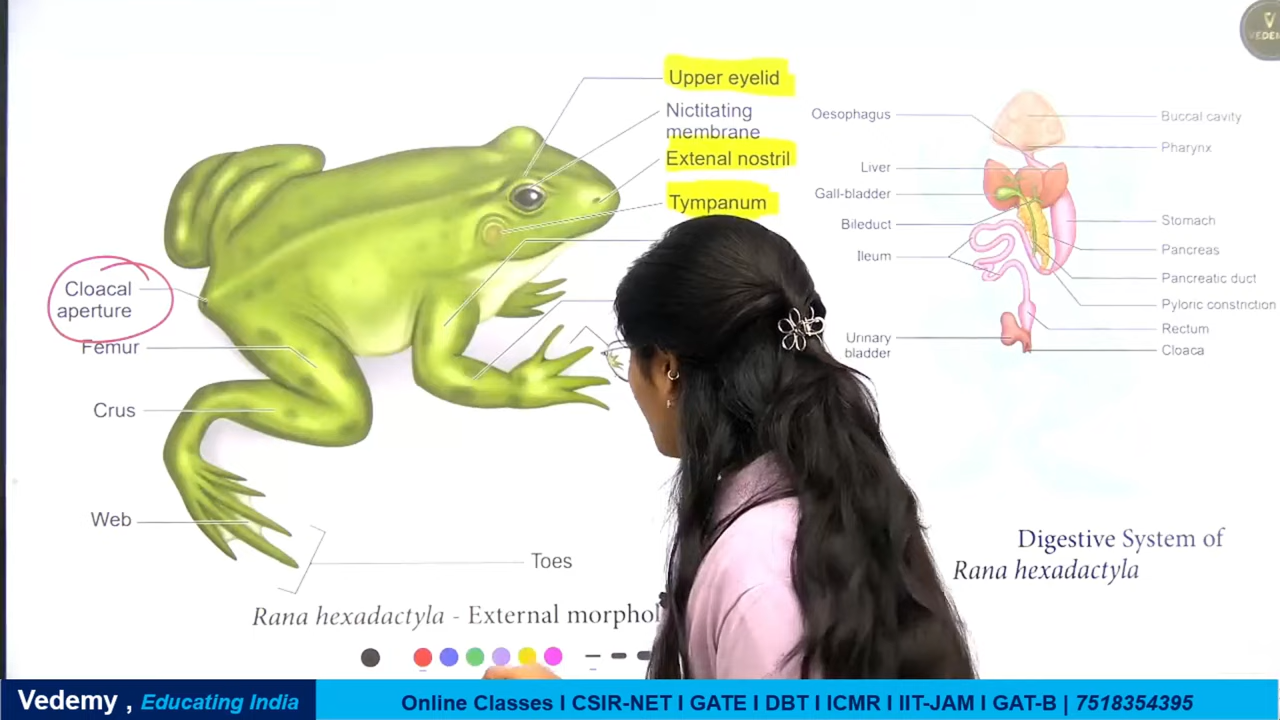 VEDEM
Upper eyelid
Nictitating
membrane
Extenal nostril
Tympanum
Cloacal
aperture
Femur
Crus
Web
Toes
Rana hexadactyla - External morphol
Oesophagus
Liver
Gall-bladder
Bileduct
Ileum
Urinary
bladder
Buccal cavity
Pharynx
Stomach
Pancreas
Pancreatic duct
Pyloric constriction
Rectum
Cloaca
Digestive System of
Rana hexadactyla
Vedemy , Educating India
Online Classes I CSIR-NET I GATE I DBT I ICMR I IIT-JAM I GAT-B | 7518354395